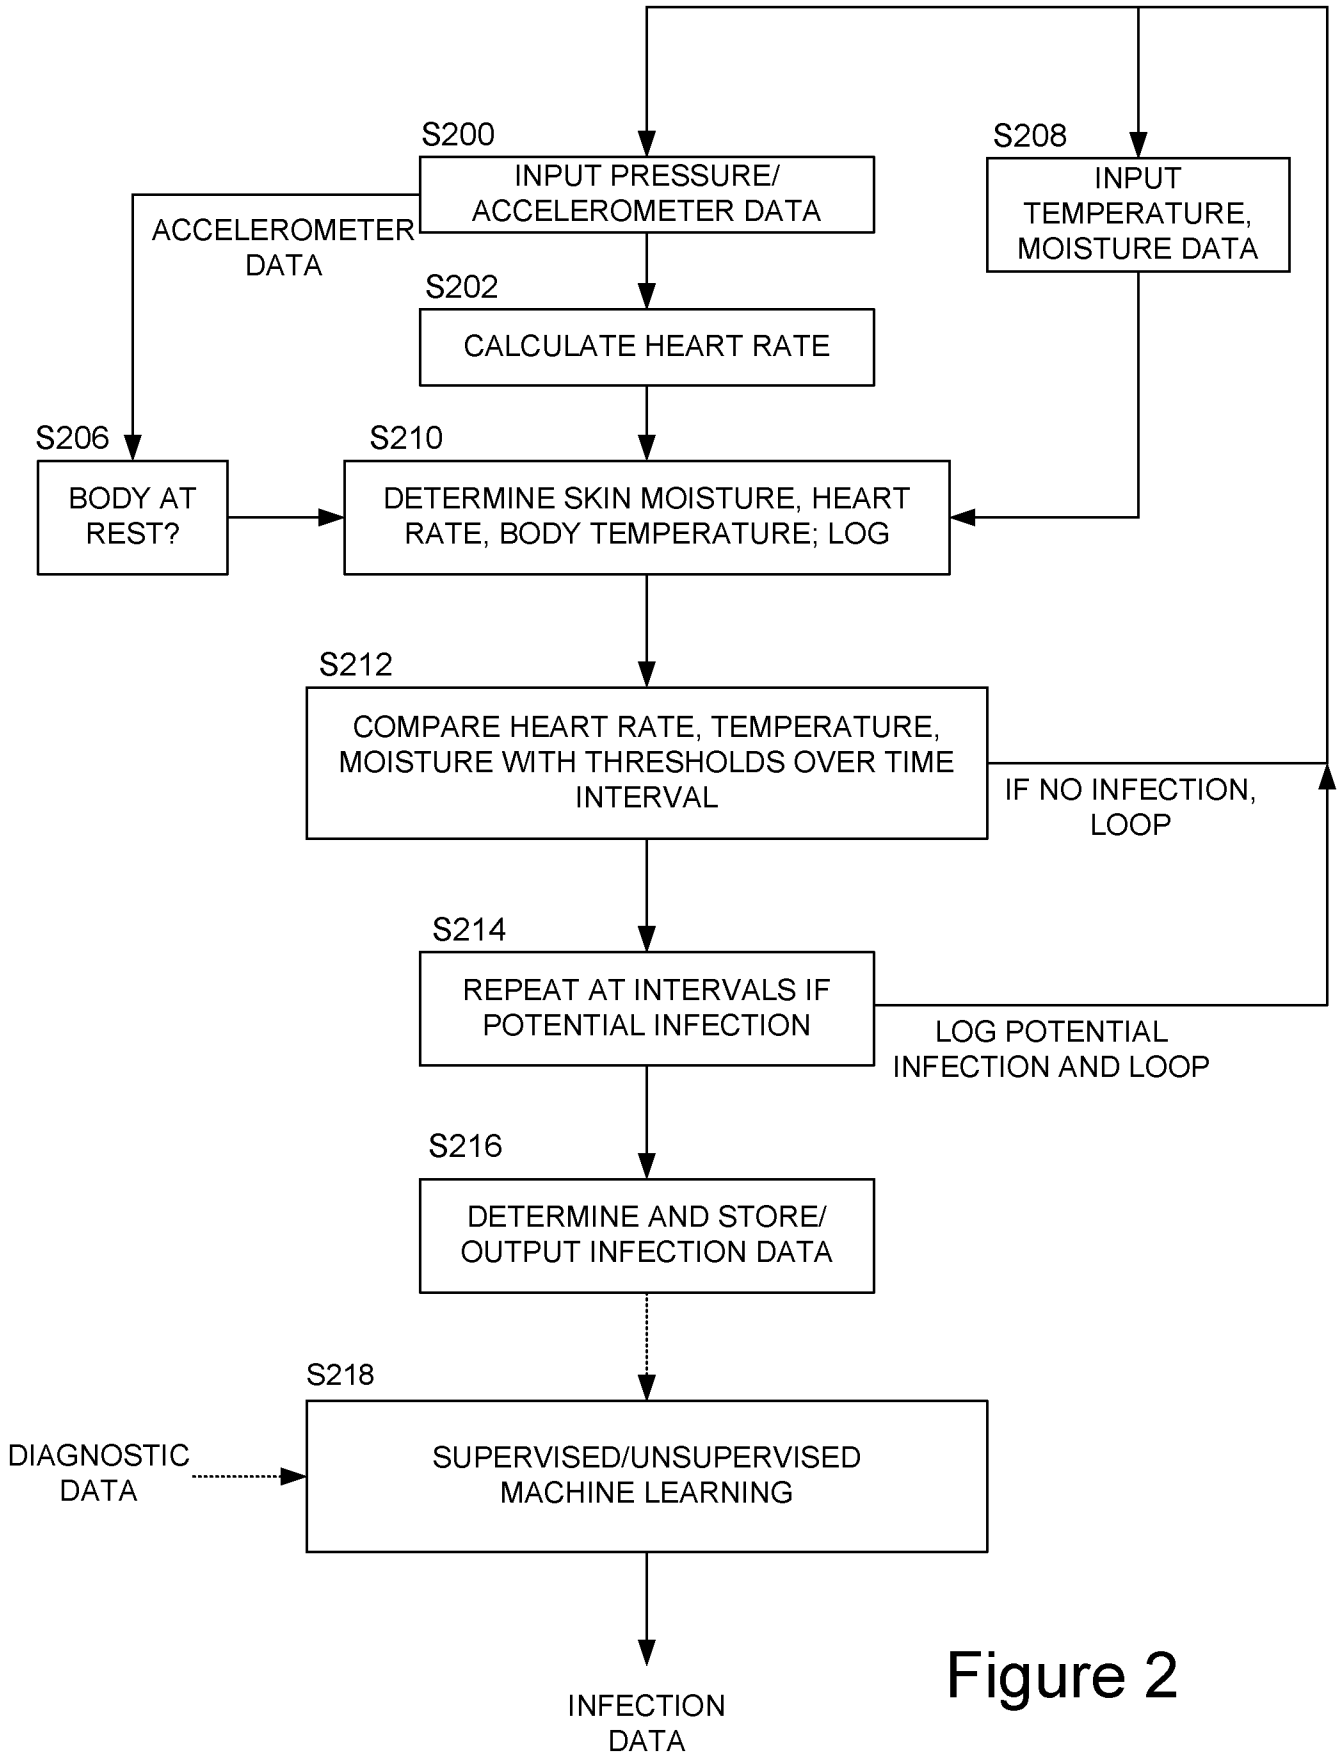 S200
INPUT PRESSURE/
ACCELEROMETER DATA
S208
INPUT
TEMPERATURE,
MOISTURE DATA
ACCELEROMETER
DATA
S202
CALCULATE HEART RATE
S206
BODY AT
REST?
S210
DETERMINE SKIN MOISTURE, HEART
RATE, BODY TEMPERATURE; LOG
S212
COMPARE HEART RATE, TEMPERATURE,
MOISTURE WITH THRESHOLDS OVER TIME
INTERVAL
IF NO INFECTION,
LOOP
S214
REPEAT AT INTERVALS IF
POTENTIAL INFECTION
LOG POTENTIAL
INFECTION AND LOOP
S216
DETERMINE AND STORE/
OUTPUT INFECTION DATA
S218
DIAGNOSTIC
DATA
SUPERVISED/UNSUPERVISED
MACHINE LEARNING
Figure 2
INFECTION
DATA